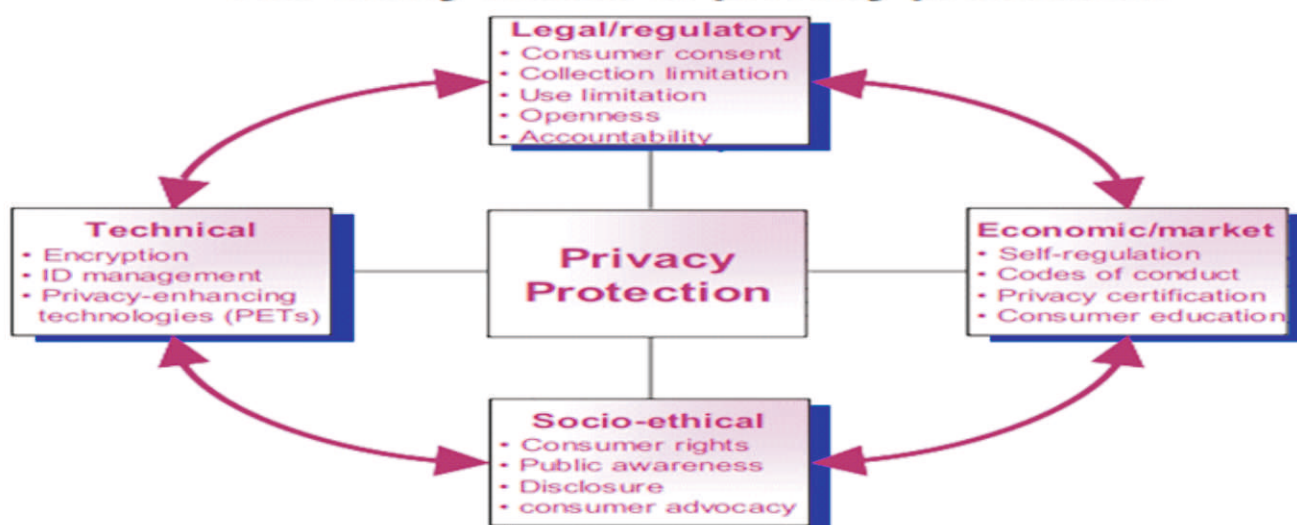 Legal/regulatory
• Consumer consent
• Collection limitation
• Use limitation
• Openness
• Accountability
Technical
• Encryption
• ID management
• Privacy-enhancing
technologies (PETs)
Privacy
Protection
Economic/market
• Self-regulation
• Codes of conduct
• Privacy certification
• Consumer education
Socio-ethical
• Consumer rights
• Public awareness
• Disclosure
• consumer advocacy